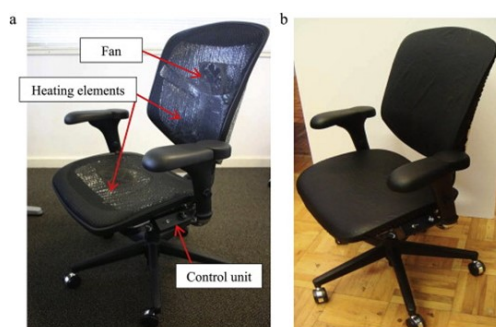 a
Fan
Heating elements
Control unit
b